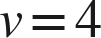 v = 4